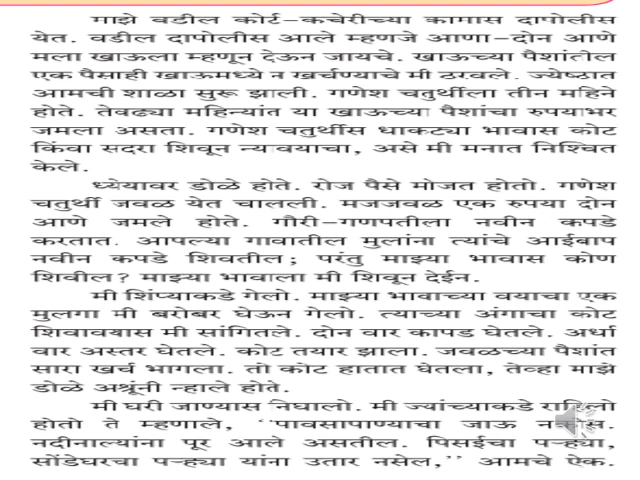 माझे वडील कोर्ट-कचेरीच्या कामास दापोलीस
येत. वडील दापोलीस आले म्हणजे आणा-दोन आणे
मला खाऊला म्हणून देऊन जायचे. खाऊच्या पैशांतील
एक पैसाही खाऊमध्ये न खर्चण्याचे मी ठरवले. ज्येष्ठात
आमची शाळा सुरू झाली. गणेश चतुर्थीला तीन महिने
होते. तेवढ्या महिन्यांत या खाऊच्या पैशांचा रुपयाभर
जमला असता. गणेश चतुर्थीस धाकट्या भावास कोट
किंवा सदरा शिवून न्यावयाचा, असे मी मनात निश्चित
केले.
ध्येयावर डोळे होते. रोज पैसे मोजत होतो. गणेश
चतुर्थी जवळ येत चालली. मजजवळ एक रुपया दोन
आणे जमले होते. गौरी-गणपतीला नवीन कपडे
करतात. आपल्या गावातील मुलांना त्यांचे आईबाप
नवीन कपडे शिवतील; परंतु माझ्या भावास कोण
शिवील? माझ्या भावाला मी शिवून देईन.
मी शिंप्याकडे गेलो. माझ्या भावाच्या वयाचा एक
मुलगा मी बरोबर घेऊन गेलो. त्याच्या अंगाचा कोट
शिवावयास मी सांगितले. दोन वार कापड घेतले. अर्धा
वार अस्तर घेतले. कोट तयार झाला. जवळच्या पैशांत
सारा खर्च भागला. तो कोट हातात घेतला, तेव्हा माझे
डोळे अश्रूंनी न्हाले होते.
मी घरी जाण्यास निघालो. मी ज्यांच्याकडे राहिलो
होतो ते म्हणाले, "पावसापाण्याचा जाऊ
नदीनाल्यांना पूर आले असतील. पिसईचा पऱ्ह्या,
सोंडेघरचा पऱ्ह्या यांना उतार नसेल," आमचे ऐक.